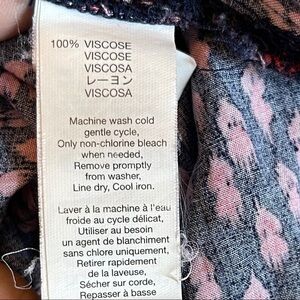 100% VISCOSE
VISCOSE
VISCOSA
レーヨン
VISCOSA
Machine wash cold
gentle cycle,
Only non-chlorine bleach
when needed,
Remove promptly
from washer,
Line dry, Cool iron.
Laver à la machine à l'eau
froide au cycle délicat,
Utiliser au besoin
un agent de blanchiment
sans chlore uniquement,
Retirer rapidement
de la laveuse,
Sécher sur corde,
Repasser à basse